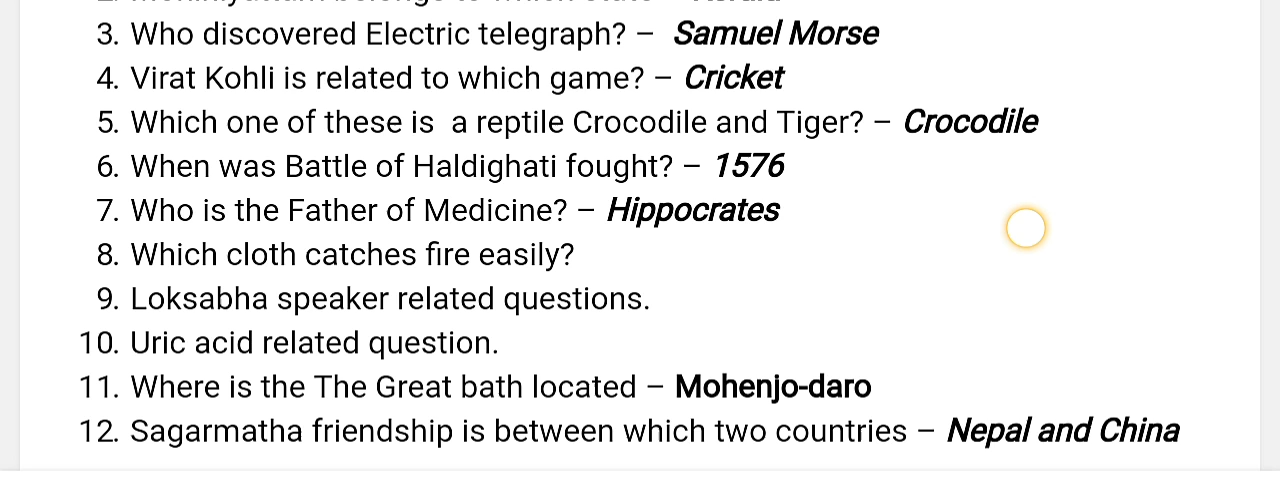 3. Who discovered Electric telegraph? – Samuel Morse
4. Virat Kohli is related to which game? – Cricket
5. Which one of these is a reptile Crocodile and Tiger? – Crocodile
6. When was Battle of Haldighati fought? – 1576
7. Who is the Father of Medicine? – Hippocrates
8. Which cloth catches fire easily?
9. Loksabha speaker related questions.
10. Uric acid related question.
11. Where is the The Great bath located – Mohenjo-daro
12. Sagarmatha friendship is between which two countries – Nepal and China